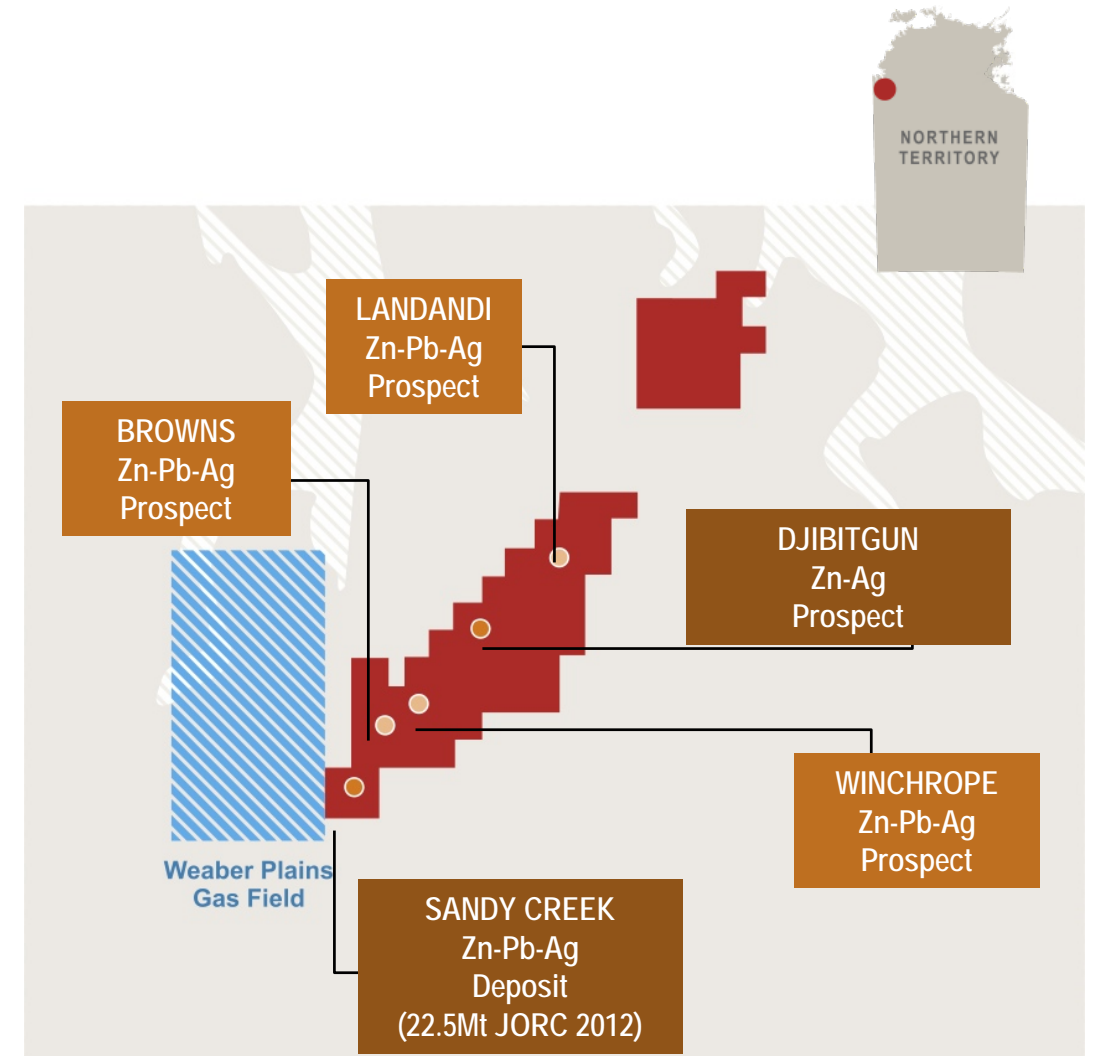 NORTHERN
TERRITORY
LANDANDI
Zn-Pb-Ag
Prospect
BROWNS
Zn-Pb-Ag
Prospect
DJIBITGUN
Zn-Ag
Prospect
WINCHROPE
Zn-Pb-Ag
Prospect
Weaber Plains
Gas Field
SANDY CREEK
Zn-Pb-Ag
Deposit
(22.5Mt JORC 2012)